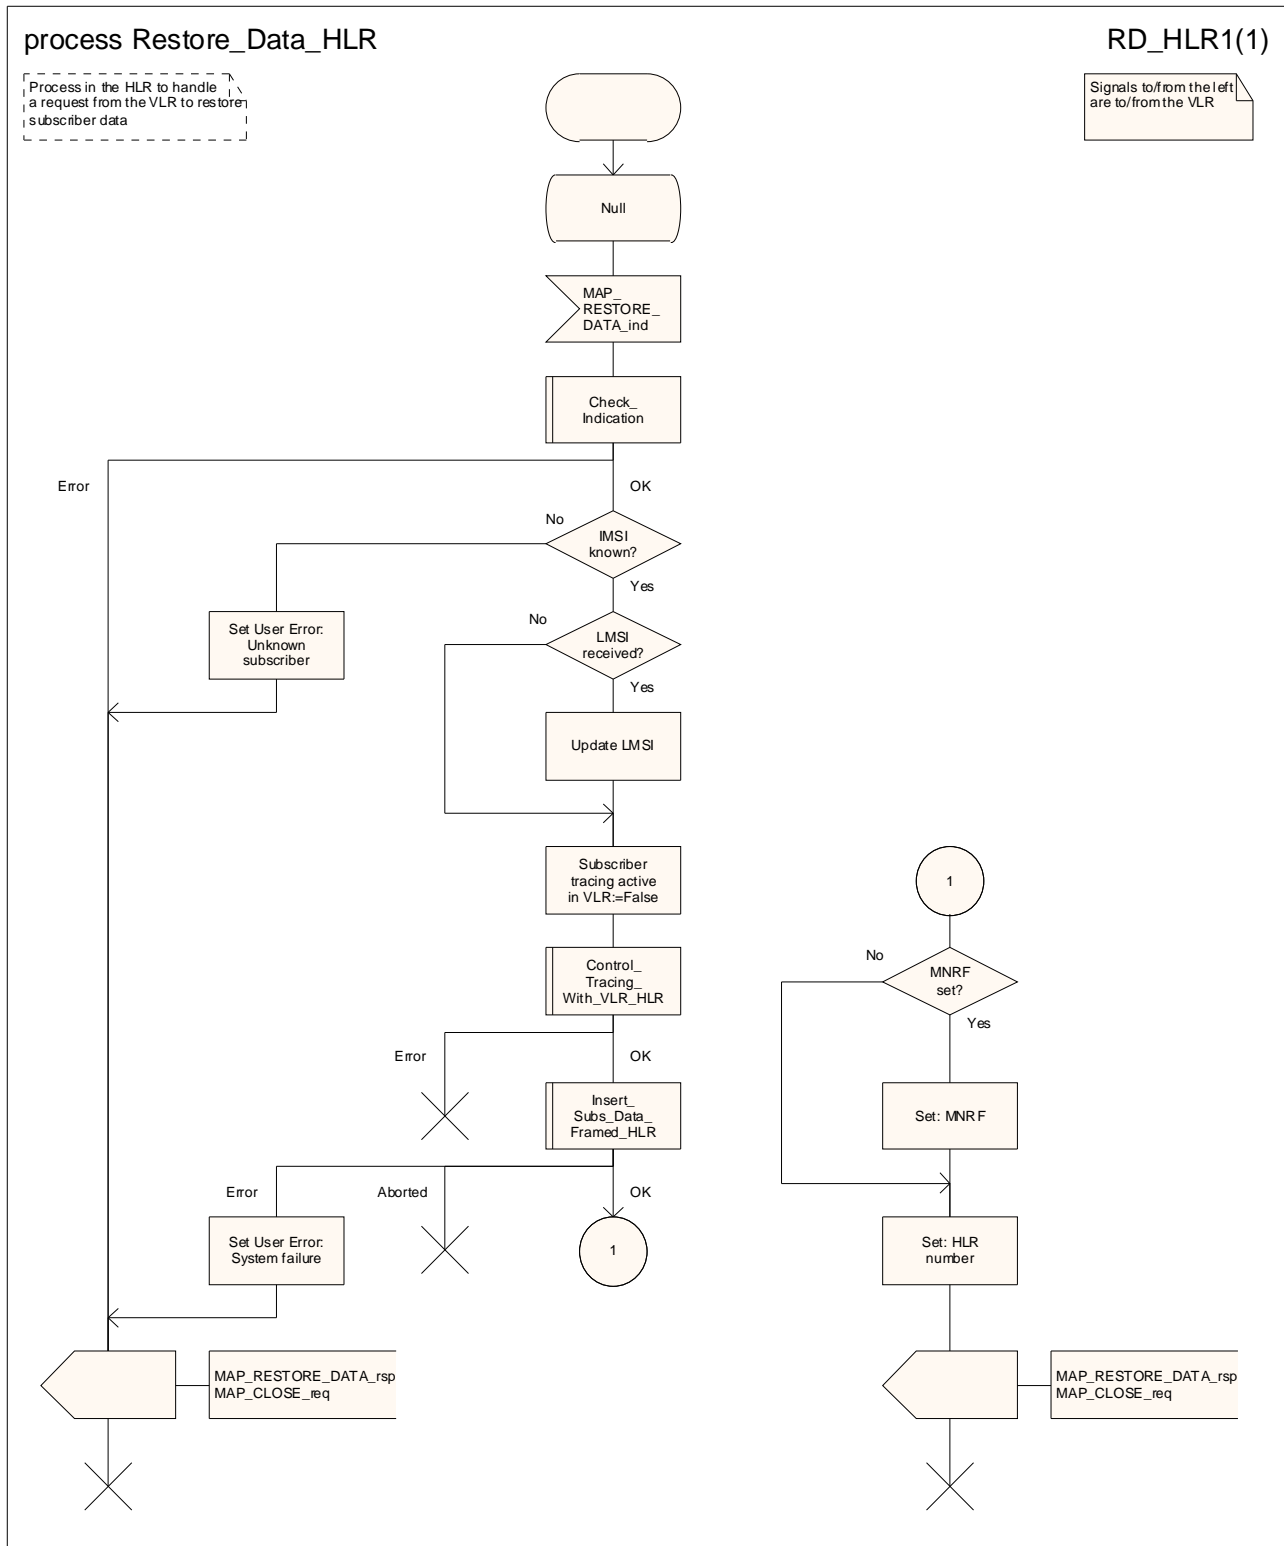 process Restore_Data_HLR
RD_HLR1(1)
Process in the HLR to handle
a request from the VLR to restore
subscriber data
Signals to/from the left
are to/from the VLR
Null
MAP_
RESTORE_
DATA_ind
Check_
Indication
Error
OK
No
IMSI
known?
Yes
Set User Error:
Unknown
subscriber
No
LMSI
received?
Yes
Update LMSI
Subscriber
tracing active
in VLR:=False
Control_
Tracing_
With_VLR_HLR
Error
OK
Insert_
Subs_Data_
Framed_HLR
Error
Aborted
OK
Set User Error:
System failure
1
MAP_RESTORE_DATA_rsp
MAP_CLOSE_req
1
No
MNRF
set?
Yes
Set: MNRF
Set: HLR
number
MAP_RESTORE_DATA_rsp
MAP_CLOSE_req